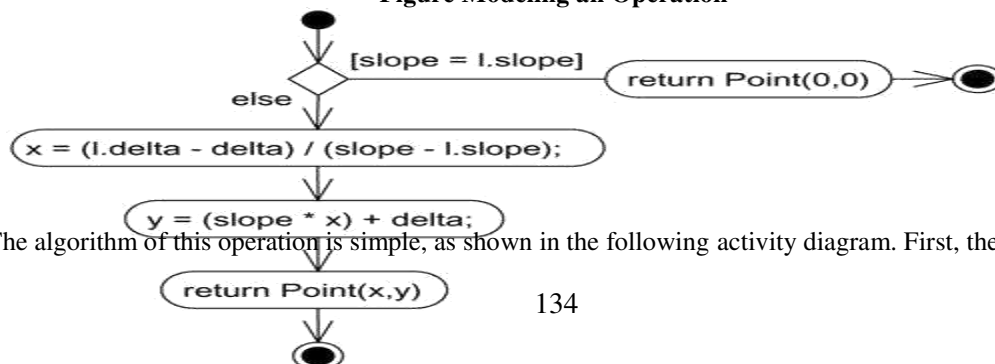 Figure Modeling an Operation
[slope = l.slope]
return Point(0,0)
else
x = (l.delta - delta) / (slope - l.slope);
y = (slope * x) + delta;
The algorithm of this operation is simple, as shown in the following activity diagram. First, the
return Point(x,y)
134